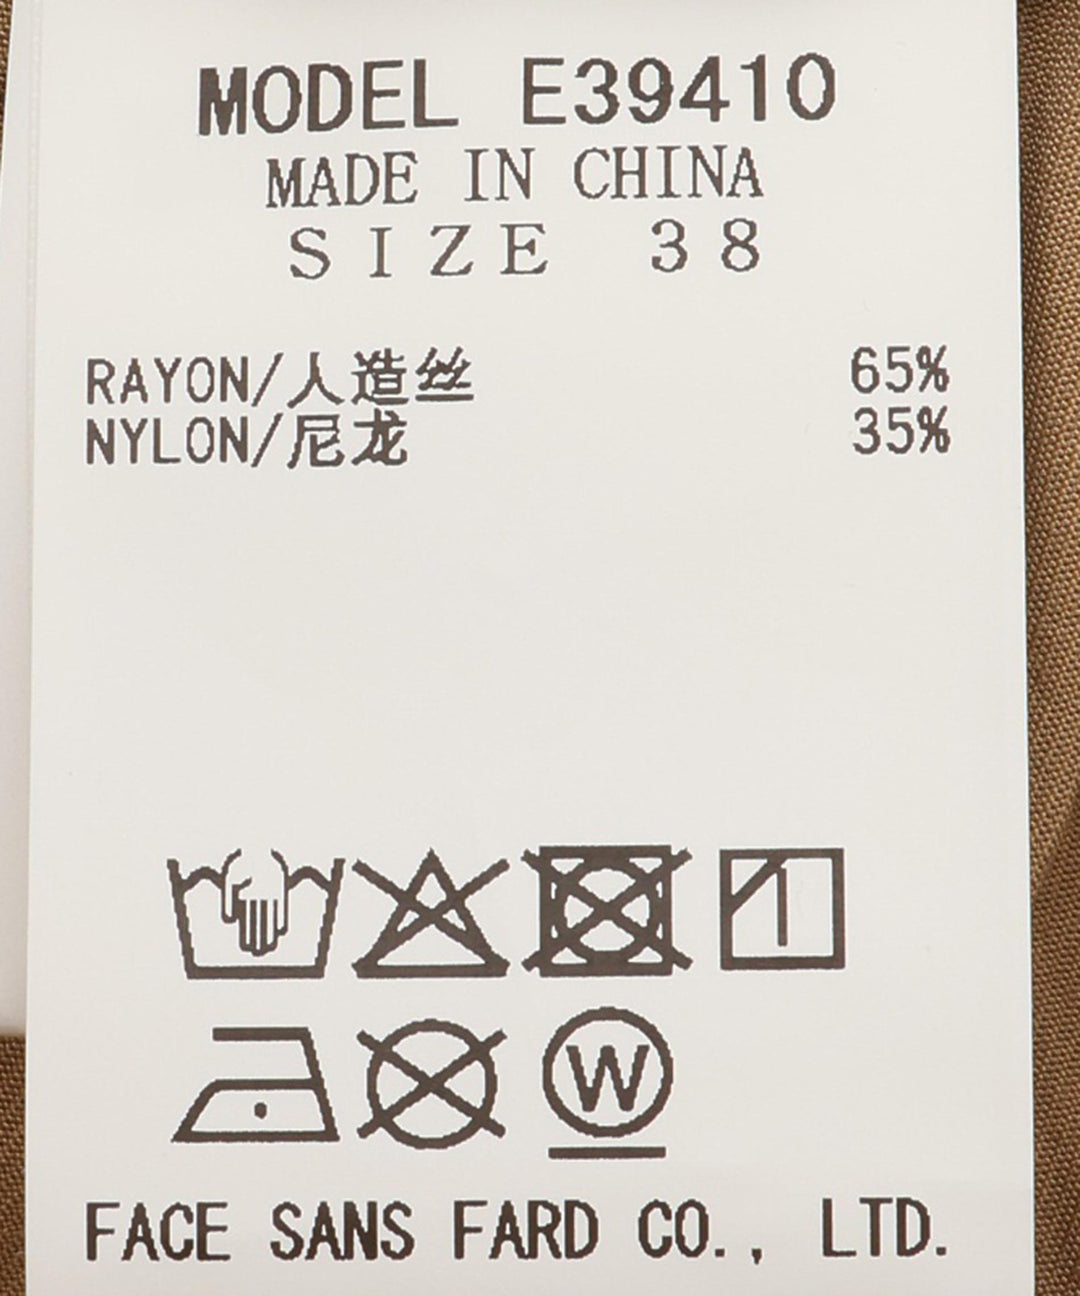 MODEL E39410
MADE IN CHINA
SIZE 38
RAYON/人造丝 65%
NYLON/尼龙 35%
W
FACE SANS FARD CO., LTD.